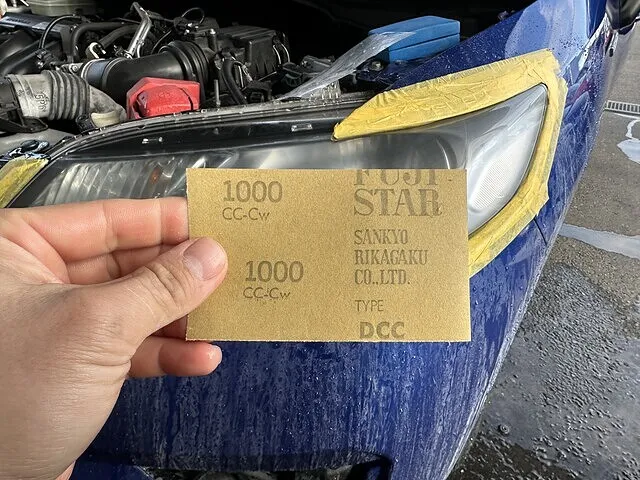 1000
CC-Cw
1000
CC-Cw
FUJI
STAR
SANKYO
RIKAGAKU
CO.,LTD.
TYPE
DCC